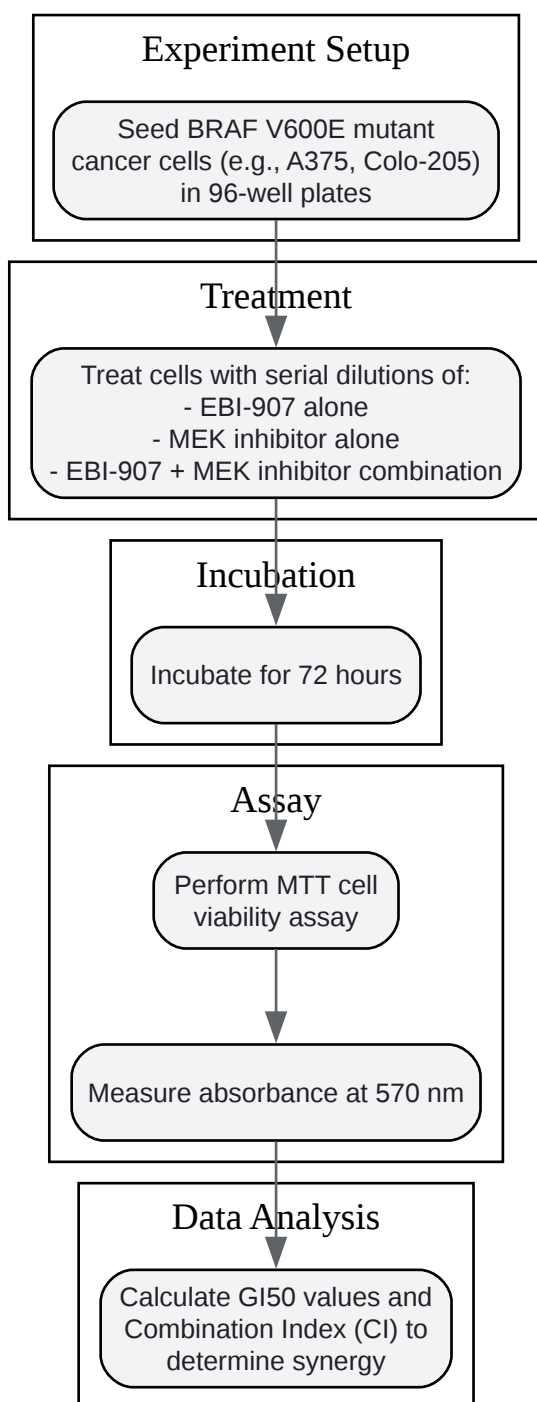 Experiment Setup
Seed BRAF V600E mutant
cancer cells (e.g., A375, Colo-205)
in 96-well plates
Treatment
Treat cells with serial dilutions of:
- EBI-907 alone
- MEK inhibitor alone
- EBI-907 + MEK inhibitor combination
Incubation
Incubate for 72 hours
Assay
Perform MTT cell
viability assay
Measure absorbance at 570 nm
Data Analysis
Calculate GI50 values and
Combination Index (CI) to
determine synergy